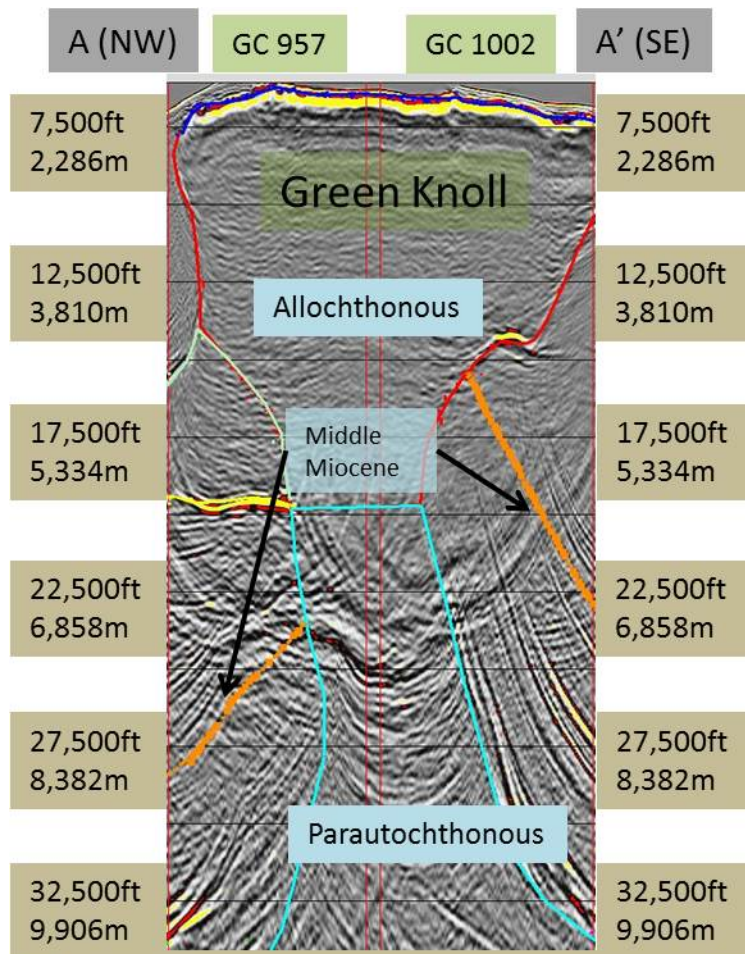 A (NW)
GC 957
GC 1002
A’ (SE)
7,500ft
2,286m
7,500ft
2,286m
Green Knoll
12,500ft
3,810m
Allochthonous
12,500ft
3,810m
17,500ft
5,334m
Middle
Miocene
17,500ft
5,334m
22,500ft
6,858m
22,500ft
6,858m
27,500ft
8,382m
27,500ft
8,382m
Parautochthonous
32,500ft
9,906m
32,500ft
9,906m